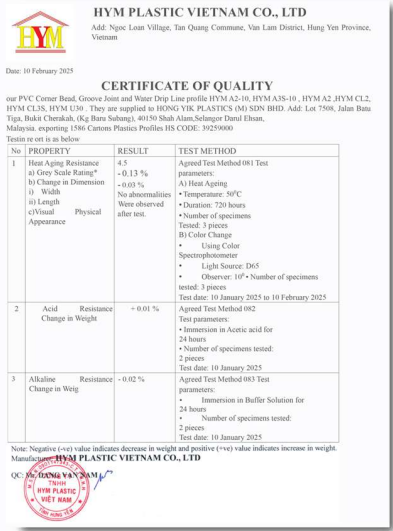 HYM
HYM PLASTIC VIETNAM CO., LTD
Add: Ngoc Loan Village, Tan Quang Commune, Van Lam District, Hung Yen Province,
Vietnam
Date: 10 February 2025
CERTIFICATE OF QUALITY
our PVC Corner Bead, Groove Joint and Water Drip Line profile HYM A2-10, HYM A3S-10 , HYM A2 ,HYM CL2,
HYM CL3S, HYM U30 . They are supplied to HONG YIK PLASTICS (M) SDN BHD. Add: Lot 7508, Jalan Batu
Tiga, Bukit Cherakah, (Kg Baru Subang), 40150 Shah Alam,Selangor Darul Ehsan,
Malaysia. exporting 1586 Cartons Plastics Profiles HS CODE: 39259000
Testin re ort is as below
No PROPERTY RESULT TEST METHOD
1 Heat Aging Resistance 4.5 Agreed Test Method 081 Test
a) Grey Scale Rating* - 0.13 % parameters:
b) Change in Dimension - 0.03 % A) Heat Ageing
i) Width No abnormalities • Temperature: 50⁰C
ii) Length Were observed • Duration: 720 hours
c)Visual Physical after test. • Number of specimens
Appearance Tested: 3 pieces
B) Color Change
• Using Color
Spectrophotometer
• Light Source: D65
• Observer: 10⁰ • Number of specimens
tested: 3 pieces
Test date: 10 January 2025 to 10 February 2025
2 Acid Resistance + 0.01 % Agreed Test Method 082
Change in Weight Test parameters:
• Immersion in Acetic acid for
24 hours
• Number of specimens tested:
2 pieces
Test date: 10 January 2025
3 Alkaline Resistance - 0.02 % Agreed Test Method 083 Test
Change in Weig parameters:
• Immersion in Buffer Solution for
24 hours
• Number of specimens tested:
2 pieces
Test date: 10 January 2025
Note: Negative (-ve) value indicates decrease in weight and positive (+ve) value indicates increase in weight.
Manufacturer: HYM PLASTIC VIETNAM CO., LTD
QC: Mr. DANG VAN NAM
TNHH
HYM PLASTIC
VIỆT NAM